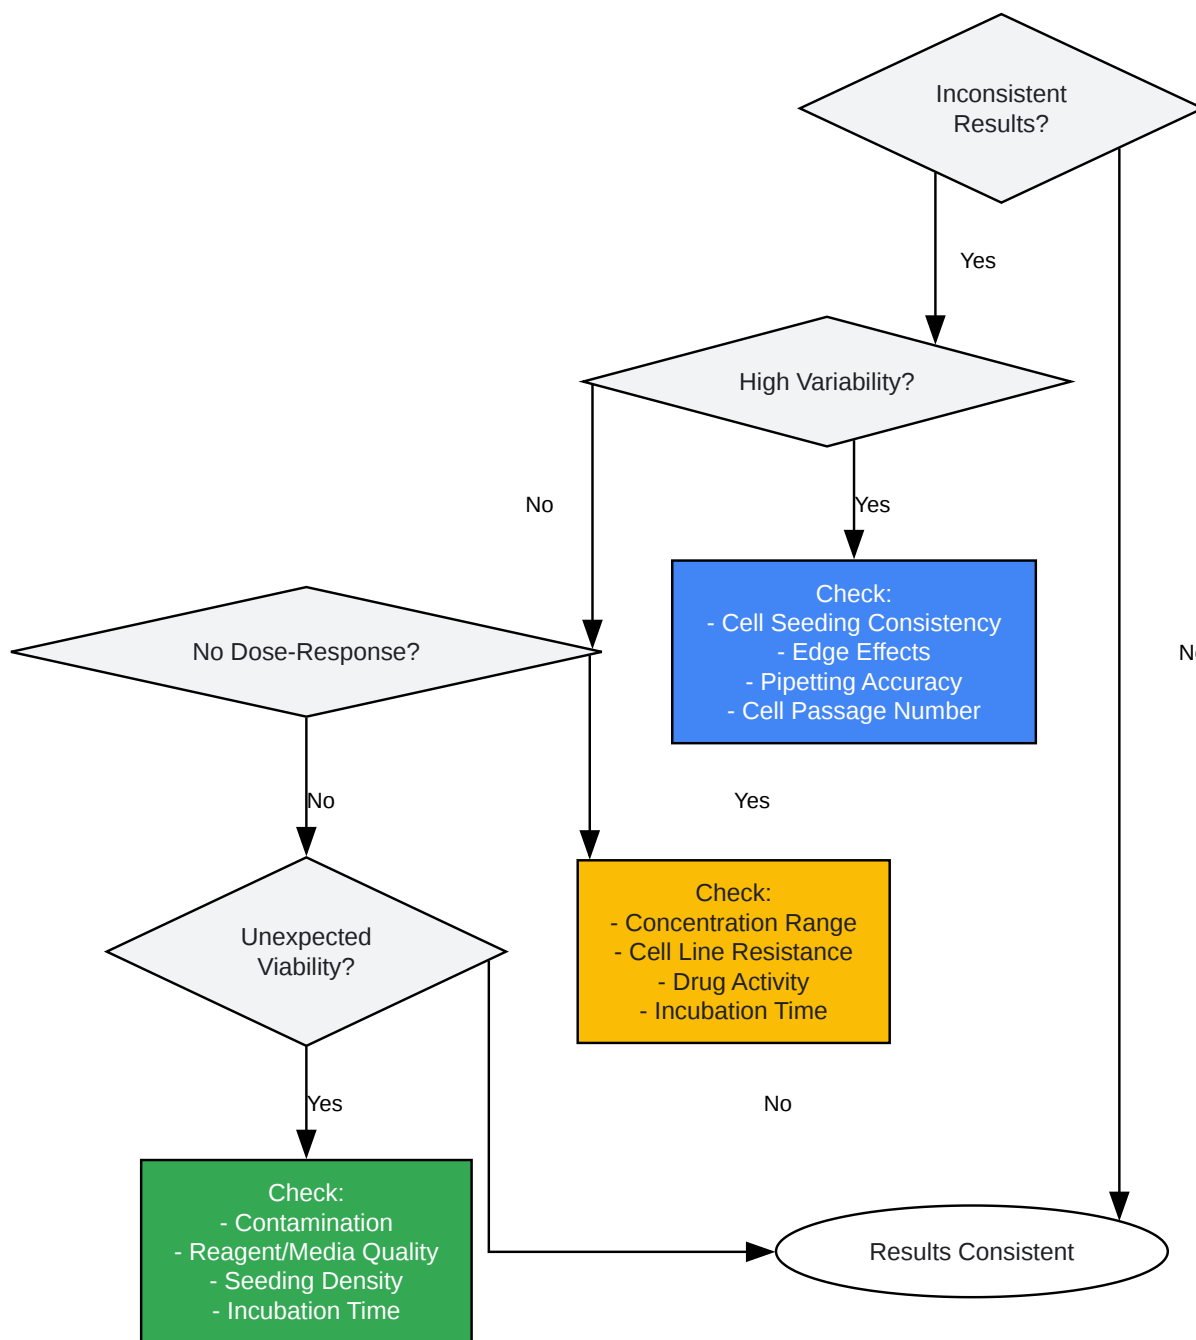 Inconsistent
Results?
Yes
High Variability?
No
Yes
Check:
- Cell Seeding Consistency
- Edge Effects
- Pipetting Accuracy
- Cell Passage Number
No Dose-Response?
No
Yes
Check:
- Concentration Range
- Cell Line Resistance
- Drug Activity
- Incubation Time
Unexpected
Viability?
Yes
No
Check:
- Contamination
- Reagent/Media Quality
- Seeding Density
- Incubation Time
Results Consistent